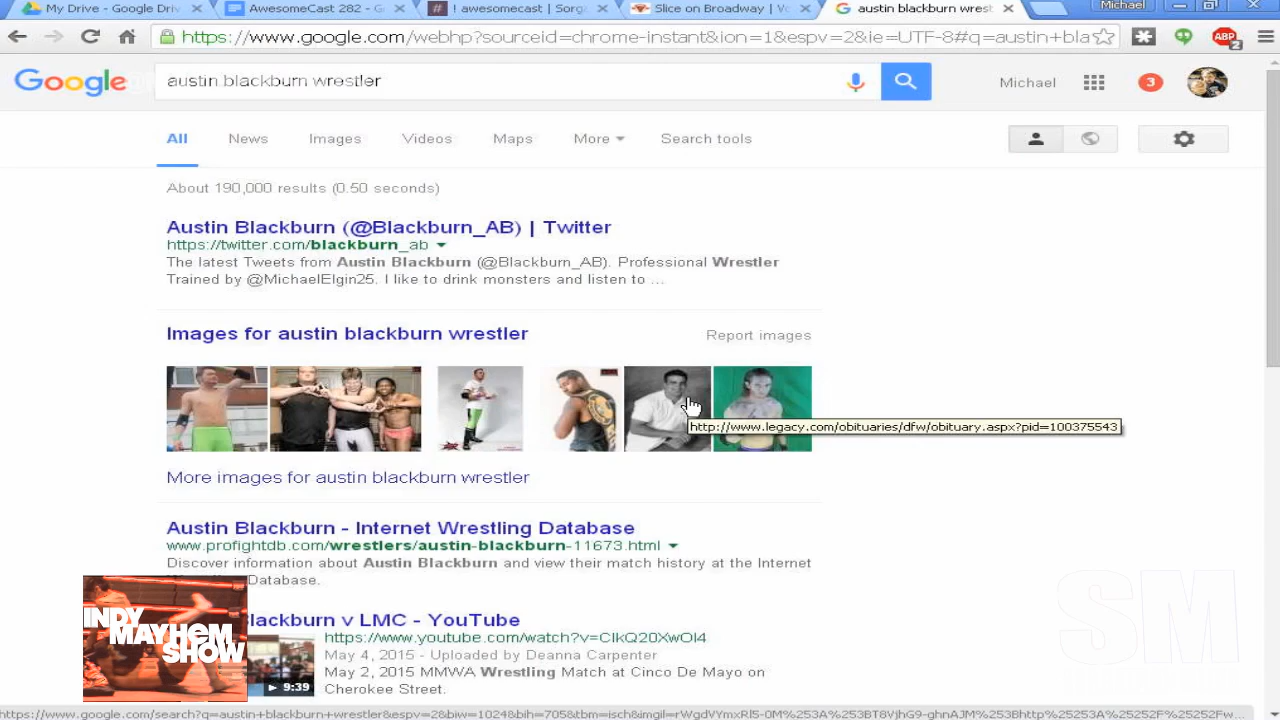 My Drive - Google Driv
AwesomeCast 282 - G
! awesomecast | Sorg
Slice on Broadway | Vo
austin blackburn wrest
Michael
https://www.google.com/webhp?sourceid=chrome-instant&ion=1&espv=2&ie=UTF-8#q=austin+bla
ABP
2
Google
austin blackburn wrestler
Michael
3
All
News
Images
Videos
Maps
More
Search tools
About 190,000 results (0.50 seconds)
Austin Blackburn (@Blackburn_AB) | Twitter
https://twitter.com/blackburn_ab
The latest Tweets from Austin Blackburn (@Blackburn_AB). Professional Wrestler
Trained by @MichaelElgin25. I like to drink monsters and listen to ...
Images for austin blackburn wrestler
Report images
http://www.legacy.com/obituaries/dfw/obituary.aspx?pid=100375543
More images for austin blackburn wrestler
Austin Blackburn - Internet Wrestling Database
www.profightdb.com/wrestlers/austin-blackburn-11673.html
Discover information about Austin Blackburn and view their match history at the Internet
Database.
Blackburn v LMC - YouTube
https://www.youtube.com/watch?v=ClkQ20XwOl4
May 4, 2015 - Uploaded by Deanna Carpenter
May 2, 2015 MMWA Wrestling Match at Cinco De Mayo on
Cherokee Street.
9:39
INDY
MAYHEM
SHOW
SM